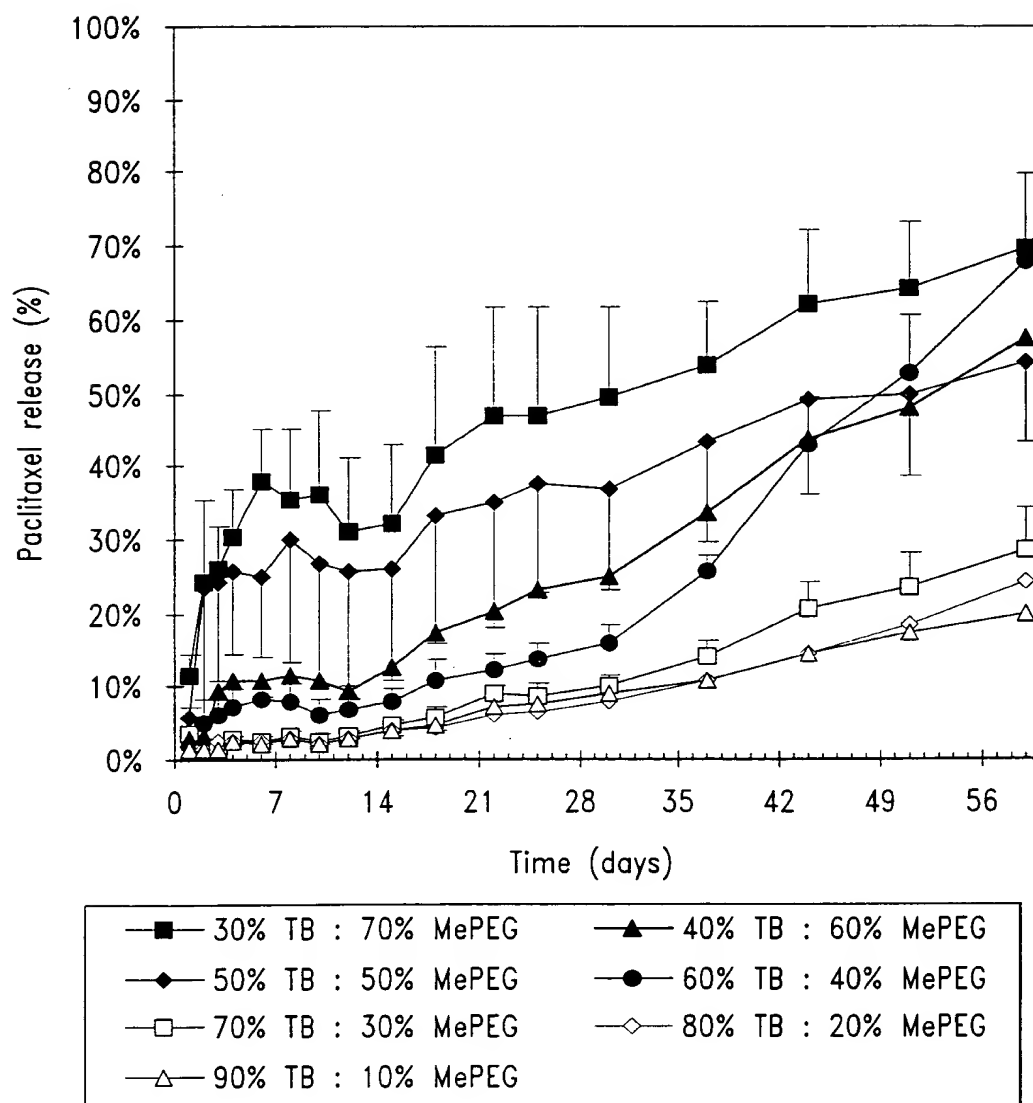 100%
90%
80%
70%
60%
50%
40%
30%
20%
10%
0%
Paclitaxel release (%)
0 7 14 21 28 35 42 49 56
Time (days)
30% TB : 70% MePEG 40% TB : 60% MePEG
50% TB : 50% MePEG 60% TB : 40% MePEG
70% TB : 30% MePEG 80% TB : 20% MePEG
90% TB : 10% MePEG